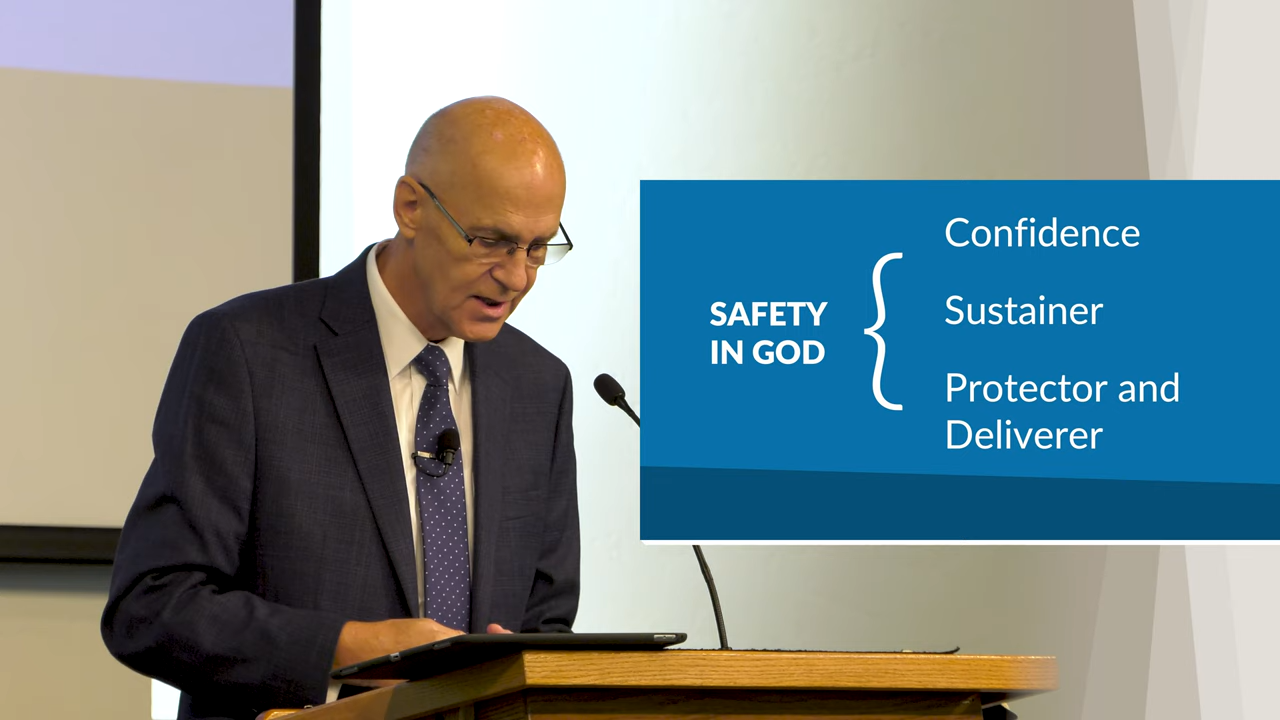 SAFETY
IN GOD
Confidence
Sustainer
Protector and
Deliverer